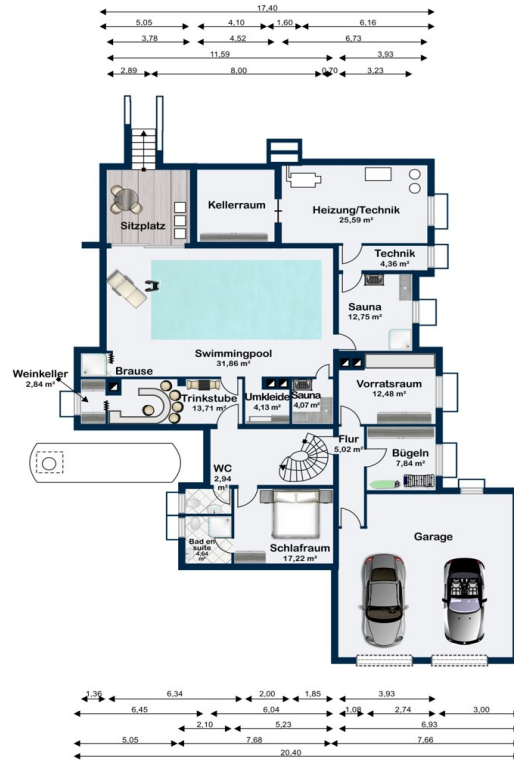 17,40
5,05 4,10 1,60 6,16
3,78 4,52 6,73
11,59 3,93
2,89 8,00 0,70 3,23
Kellerraum
Heizung/Technik
25,59 m²
Sitzplatz
Technik
4,36 m²
Sauna
12,75 m²
Swimmingpool
31,86 m²
Brause
Weinkeller
2,84 m²
Trinkstube
13,71 m²
Umkleide
4,13 m²
Sauna
4,07 m²
Vorratsraum
12,48 m²
Flur
5,02 m²
Bügeln
7,84 m²
WC
2,94
m²
Bad en
suite
4,64
m²
Schlafraum
17,22 m²
Garage
1,36 6,34 2,00 1,85 3,93
6,45 6,04 1,08 2,74 3,00
2,10 5,23 6,93
5,05 7,68 7,66
20,40